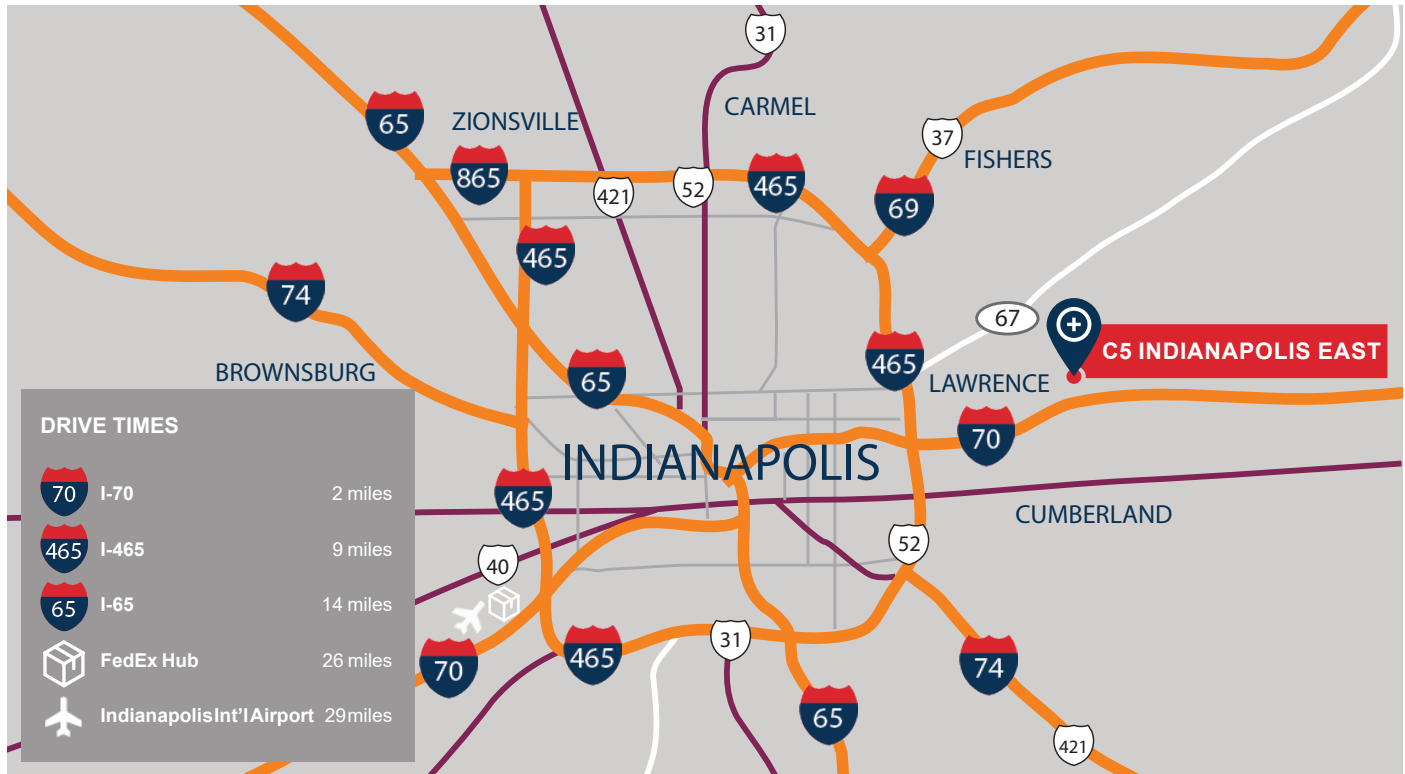 31
65
ZIONSVILLE
CARMEL
37
FISHERS
865
421
52
465
69
465
74
67
C5 INDIANAPOLIS EAST
BROWNSBURG
65
465
LAWRENCE
70
INDIANAPOLIS
465
CUMBERLAND
52
40
31
70
465
74
65
421
DRIVE TIMES
70 I-70 2 miles
465 I-465 9 miles
65 I-65 14 miles
FedEx Hub 26 miles
Indianapolis Int'l Airport 29 miles